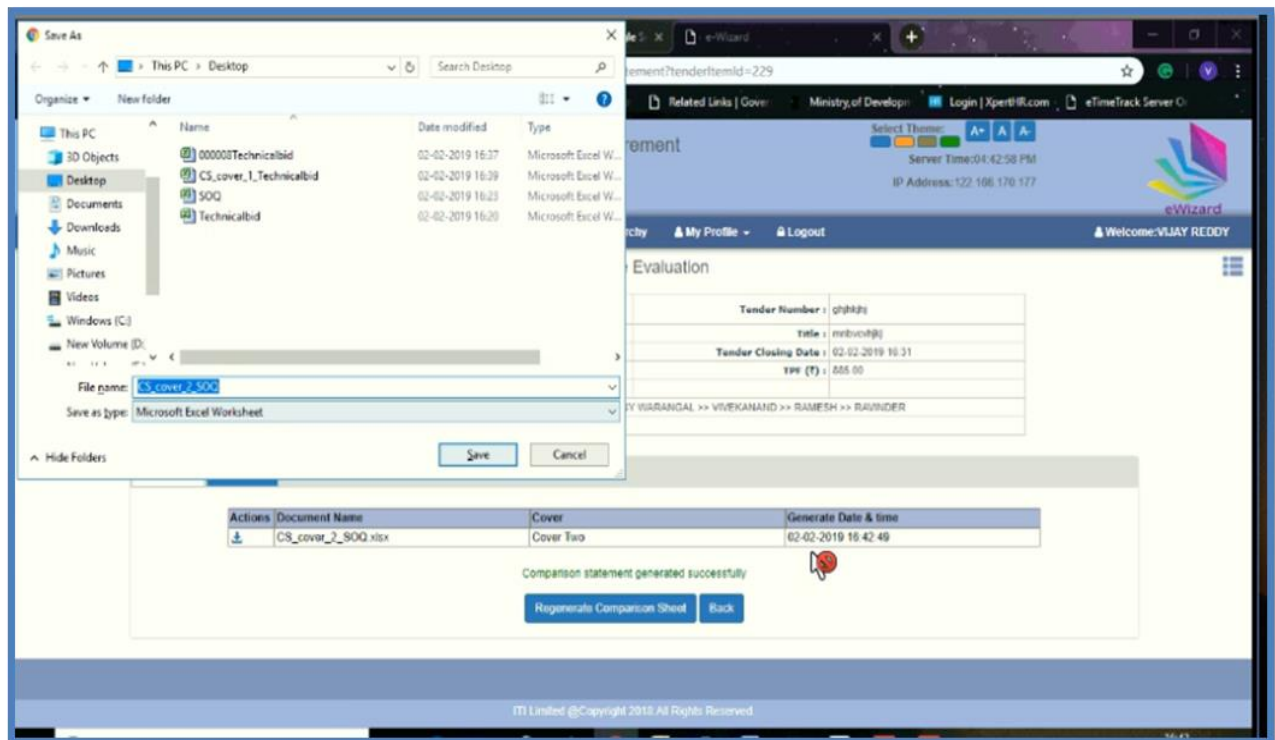 Save As
e-Wizard
This PC > Desktop
Search Desktop
ement?tenderItemId=229
Organize
New folder
Related Links | Gover
Ministry,of Developm
Login | XpertHR.com
eTimeTrack Server O
This PC
3D Objects
Desktop
Documents
Downloads
Music
Pictures
Videos
Windows (C:)
New Volume (D:
Name Date modified Type
000008Technicalbid 02-02-2019 16:37 Microsoft Excel W...
CS_cover_1_Technicalbid 02-02-2019 16:39 Microsoft Excel W...
SOQ 02-02-2019 16:23 Microsoft Excel W...
Technicalbid 02-02-2019 16:20 Microsoft Excel W...
File name: CS_cover_2_SOQ
Save as type: Microsoft Excel Worksheet
Hide Folders
Save Cancel
ement
Select Theme: A+ A A-
Server Time:04:42:58 PM
IP Address:122.166.170.177
eWizard
rchy My Profile Logout Welcome:VIJAY REDDY
Evaluation
Tender Number : ghjhkjhj
Title :
Tender Closing Date : 02-02-2019 16:31
TPF (₹) : 885.00
Y WARANGAL >> VIVEKANAND >> RAMESH >> RAVINDER
Actions Document Name Cover Generate Date & time
CS_cover_2_SOQ.xlsx Cover Two 02-02-2019 16:42:49
Comparison statement generated successfully
Regenerate Comparison Sheet Back
ITI Limited @Copyright 2018.All Rights Reserved.